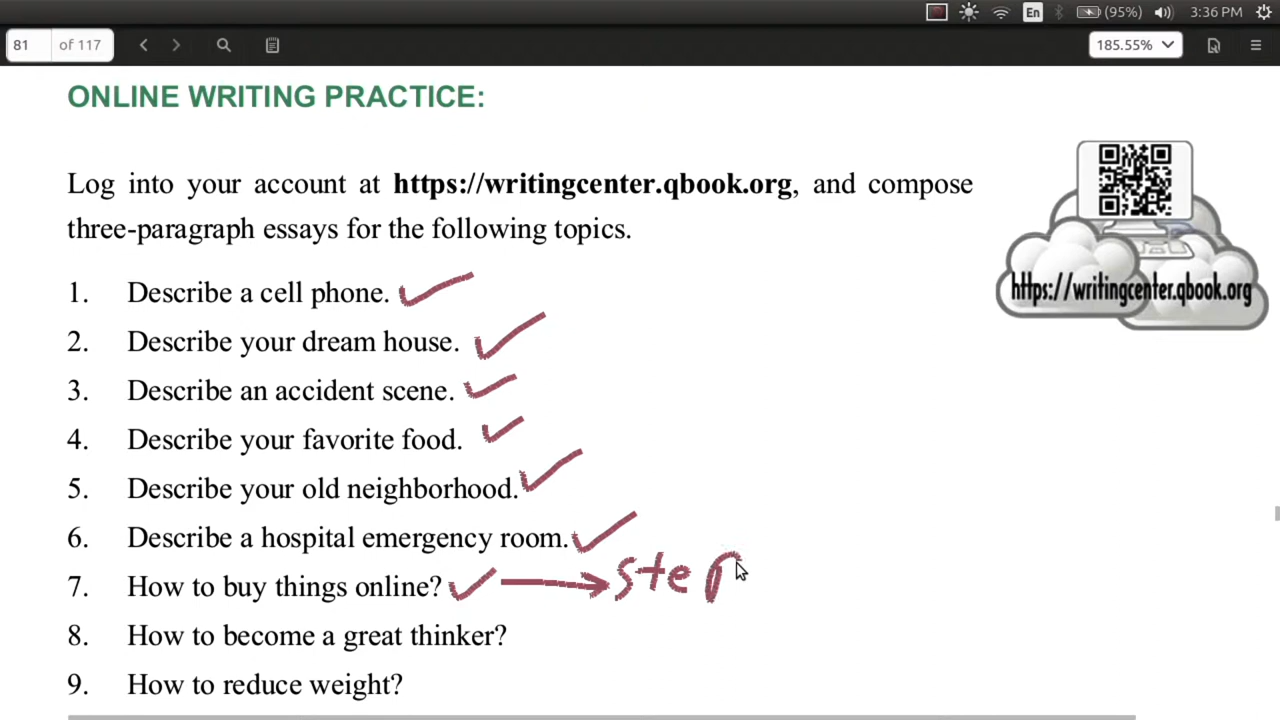 En (95%) 3:36 PM
81 of 117 185.55%
ONLINE WRITING PRACTICE:
Log into your account at https://writingcenter.qbook.org, and compose
three-paragraph essays for the following topics.
https://writingcenter.qbook.org
1. Describe a cell phone.
2. Describe your dream house.
3. Describe an accident scene.
4. Describe your favorite food.
5. Describe your old neighborhood.
6. Describe a hospital emergency room.
7. How to buy things online? step
8. How to become a great thinker?
9. How to reduce weight?